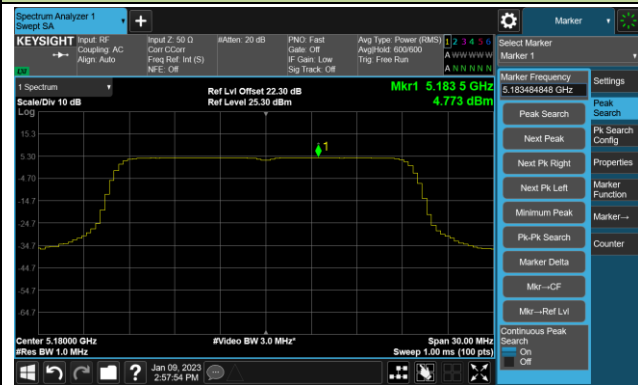 Spectrum Analyzer 1
Swept SA
Marker
KEYSIGHT
Input: RF
Coupling: AC
Align: Auto
Input Z: 50 Ω
Corr CCorr
Freq Ref: Int (S)
NFE: Off
#Atten: 20 dB
PNO: Fast
Gate: Off
IF Gain: Low
Sig Track: Off
Avg Type: Power (RMS)
Avg|Hold: 600/600
Trig: Free Run
1 2 3 4 5 6
A W W W W W
A N N N N N
LXI
Select Marker
Marker 1
1 Spectrum
Scale/Div 10 dB
Log
Ref Lvl Offset 22.30 dB
Ref Level 25.30 dBm
Mkr1 5.183 5 GHz
4.773 dBm
15.3
5.30
-4.70
-14.7
-24.7
-34.7
-44.7
-54.7
-64.7
1
Center 5.18000 GHz
#Res BW 1.0 MHz
#Video BW 3.0 MHz*
Span 30.00 MHz
Sweep 1.00 ms (100 pts)
Marker Frequency
5.183484848 GHz
Peak Search
Next Peak
Next Pk Right
Next Pk Left
Minimum Peak
Pk-Pk Search
Marker Delta
Mkr→CF
Mkr→Ref Lvl
Continuous Peak
Search
On
Off
Settings
Peak
Search
Pk Search
Config
Properties
Marker
Function
Marker→
Counter
Jan 09, 2023
2:57:54 PM